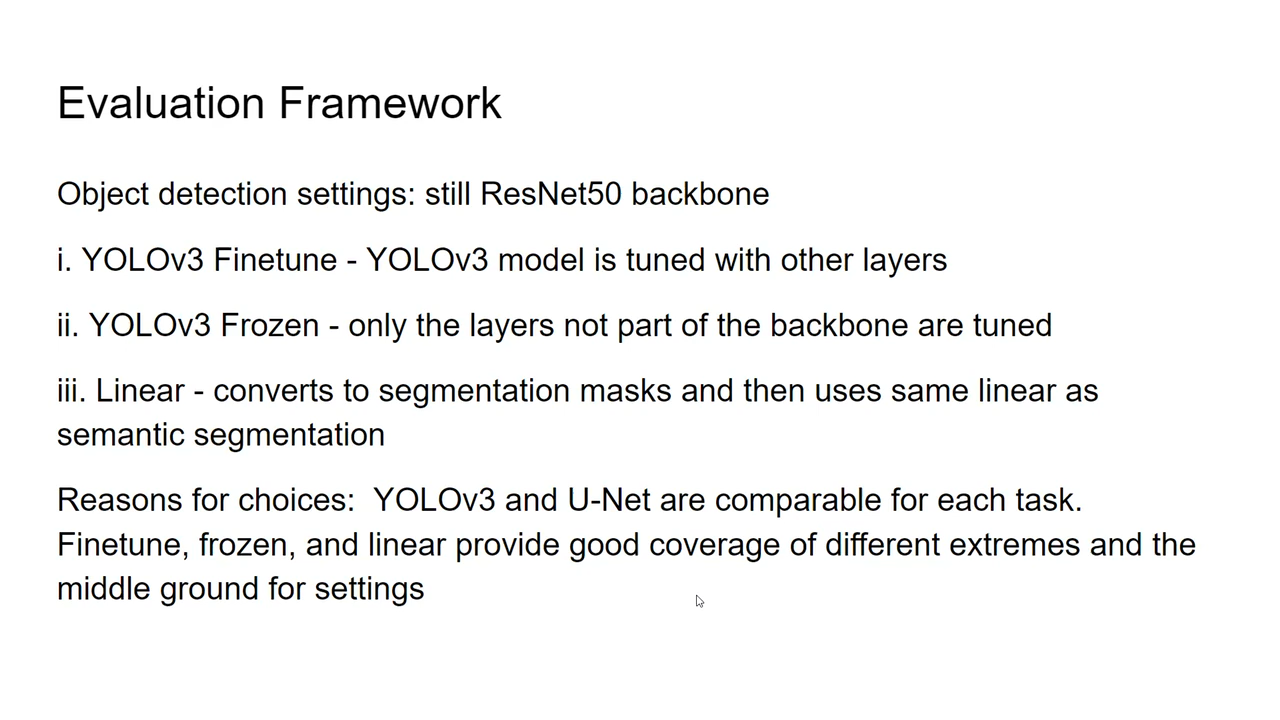 Evaluation Framework
Object detection settings: still ResNet50 backbone
i. YOLOv3 Finetune - YOLOv3 model is tuned with other layers
ii. YOLOv3 Frozen - only the layers not part of the backbone are tuned
iii. Linear - converts to segmentation masks and then uses same linear as
semantic segmentation
Reasons for choices:  YOLOv3 and U-Net are comparable for each task.
Finetune, frozen, and linear provide good coverage of different extremes and the
middle ground for settings